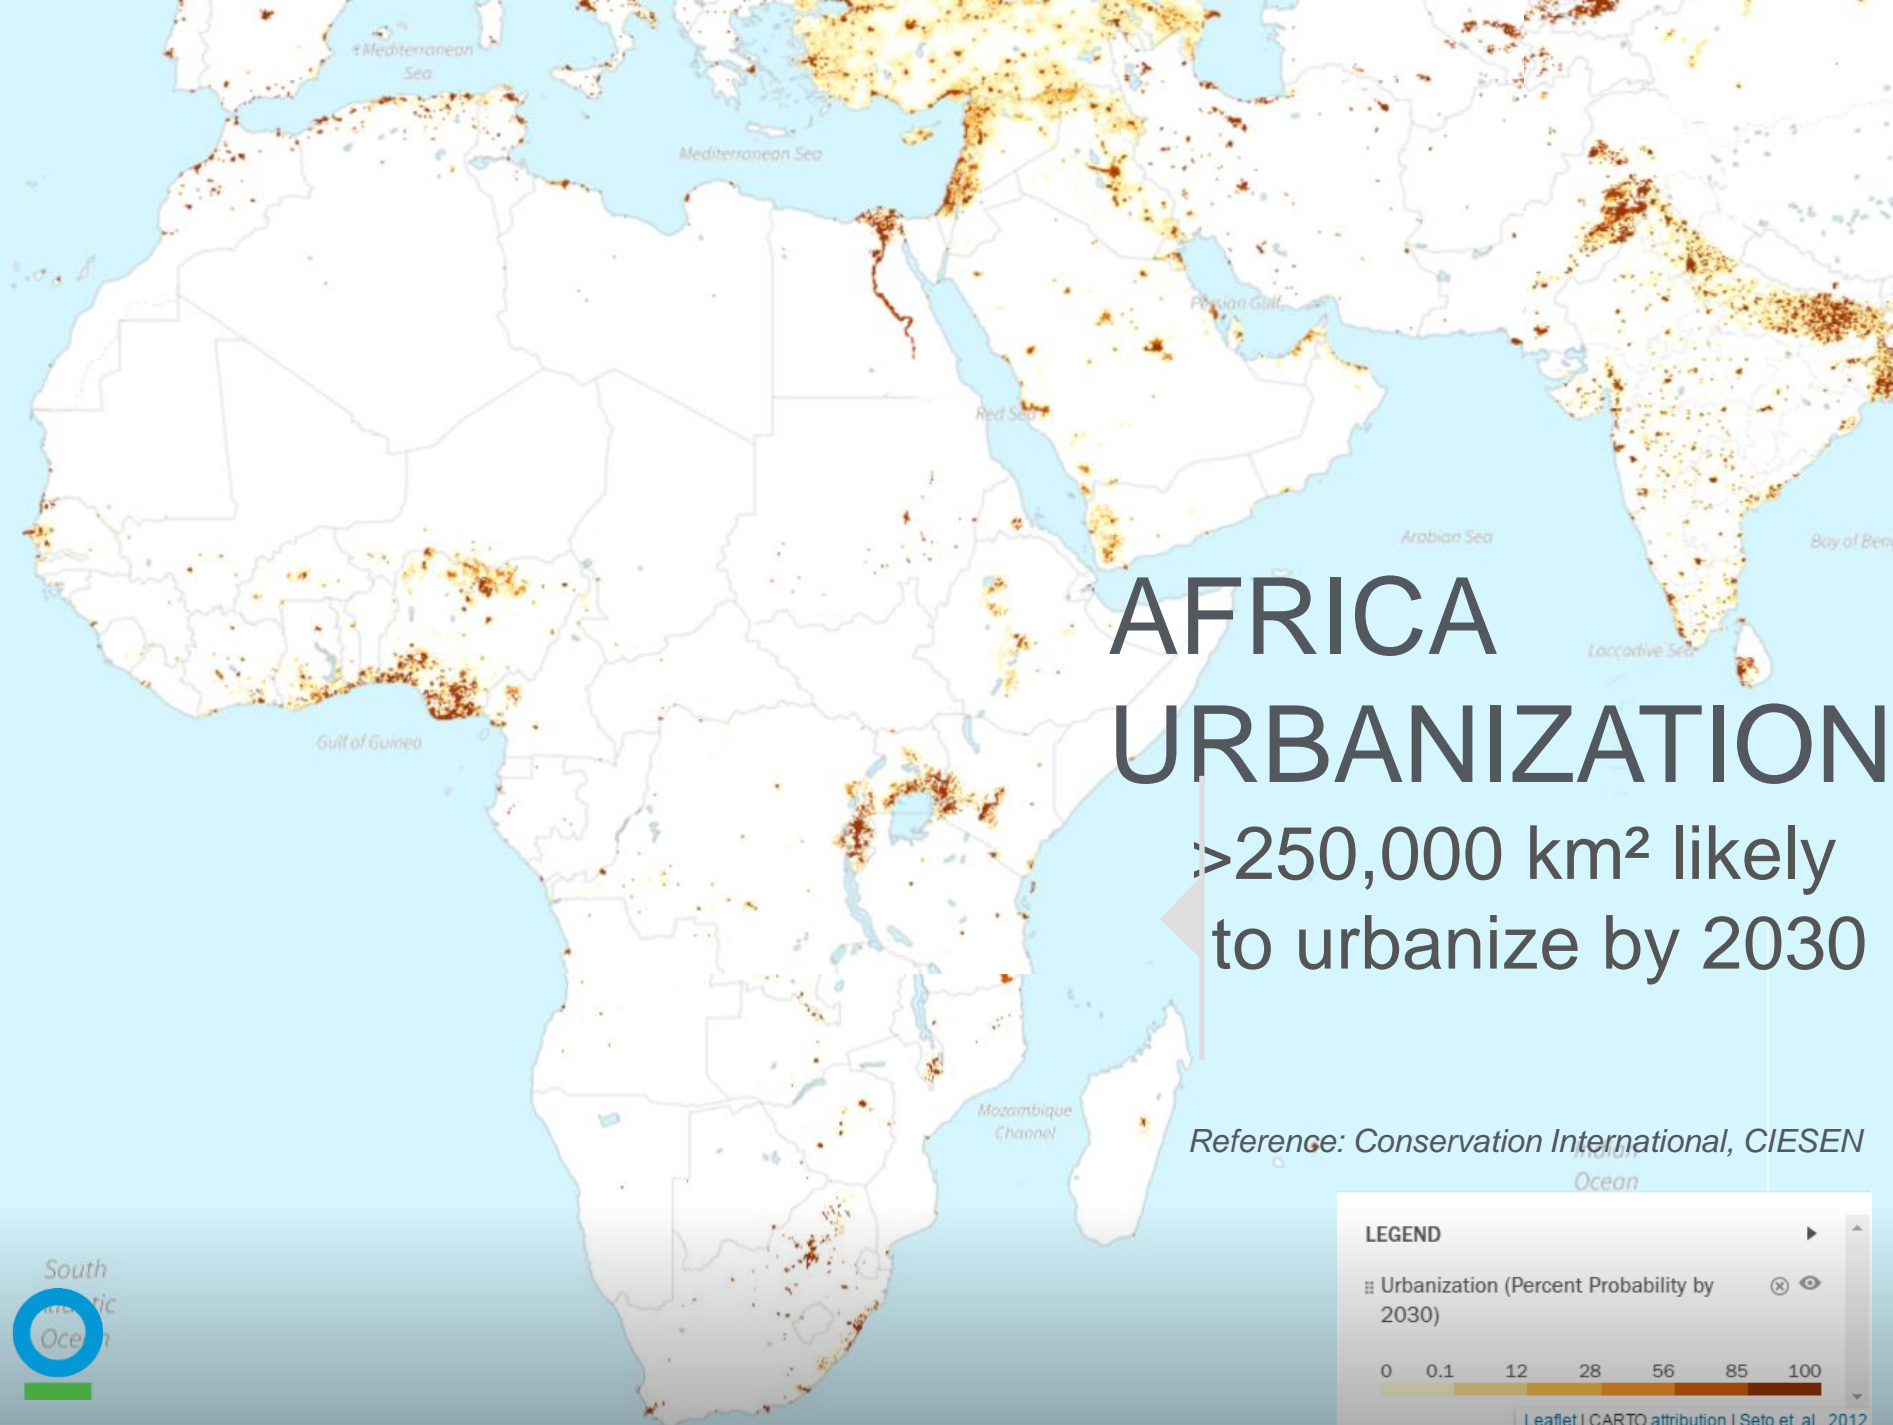 Mediterranean
Sea
Mediterranean Sea
Persian Gulf
Red Sea
Arabian Sea
Bay of Ben
AFRICA
Laccadive Sea
URBANIZATION
Gulf of Guinea
>250,000 km² likely
to urbanize by 2030
Mozambique
Channel
Reference: Conservation International, CIESEN
Indian
Ocean
LEGEND
Urbanization (Percent Probability by
2030)
0 0.1 12 28 56 85 100
South
Atlantic
Ocean
Leaflet | CARTO attribution | Seto et. al., 2012